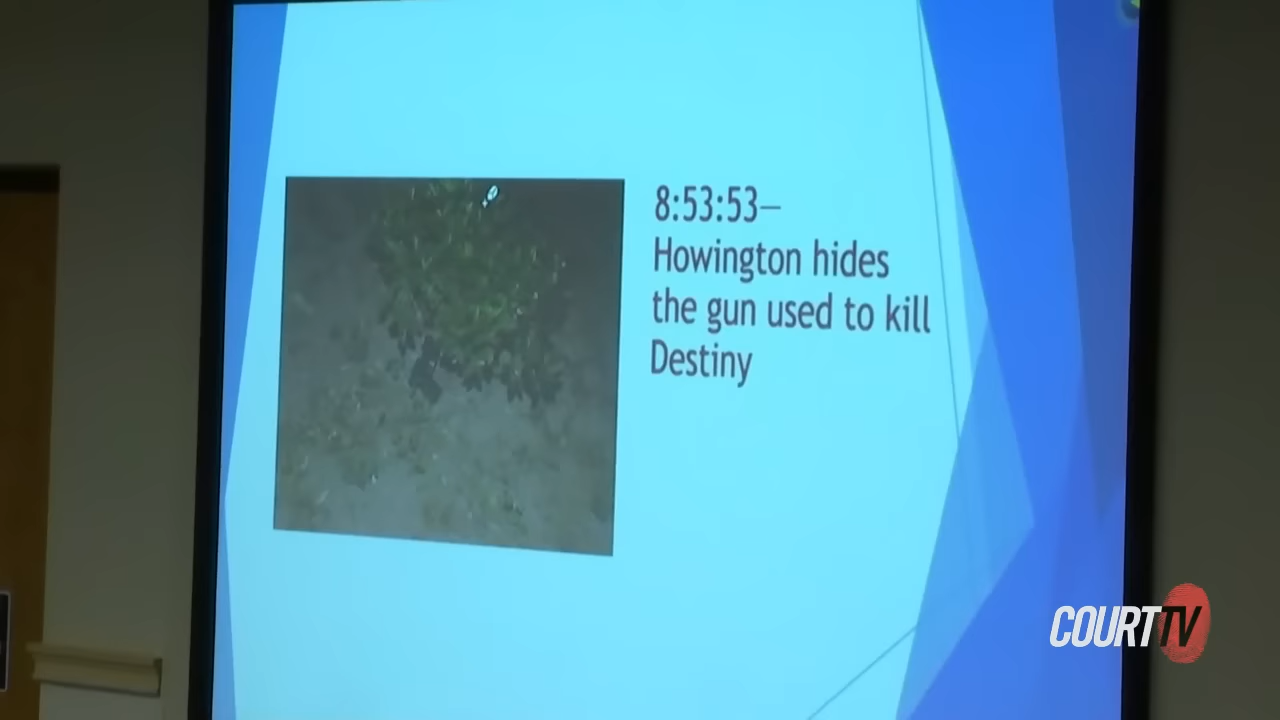 8:53:53—
Howington hides
the gun used to kill
Destiny
COURTTV